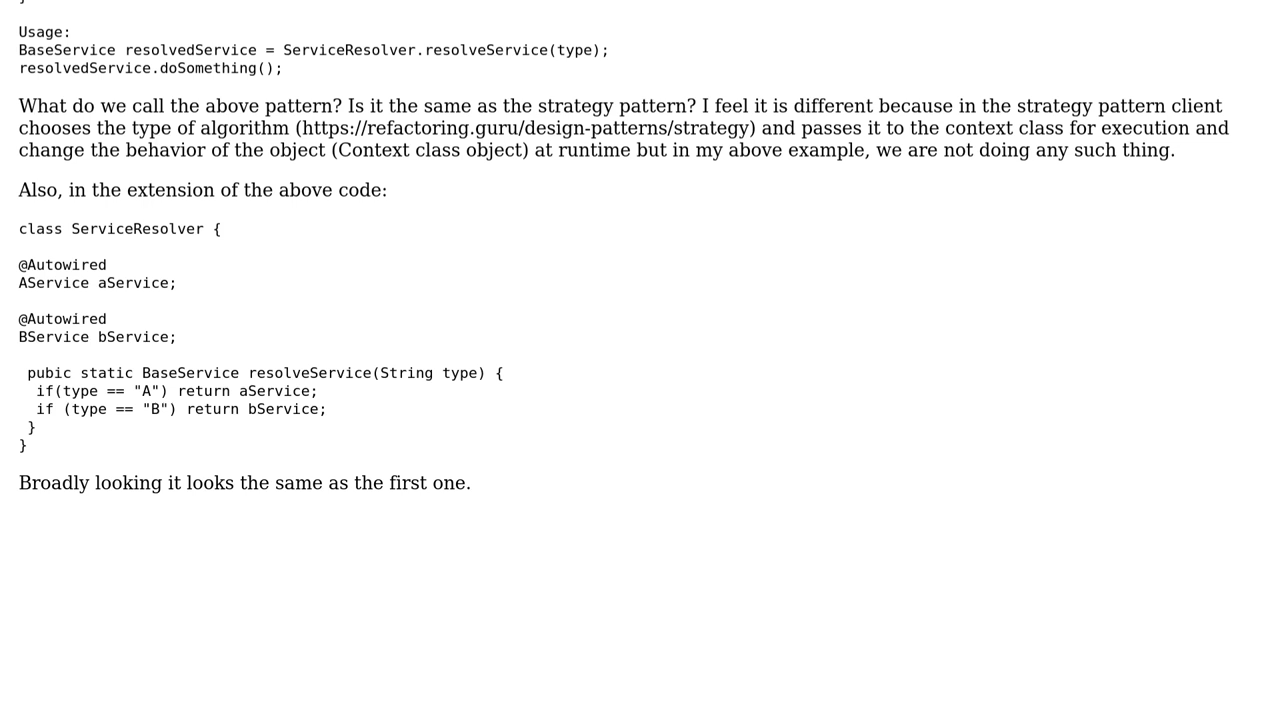 }
Usage:
BaseService resolvedService = ServiceResolver.resolveService(type);
resolvedService.doSomething();
What do we call the above pattern? Is it the same as the strategy pattern? I feel it is different because in the strategy pattern client
chooses the type of algorithm (https://refactoring.guru/design-patterns/strategy) and passes it to the context class for execution and
change the behavior of the object (Context class object) at runtime but in my above example, we are not doing any such thing.
Also, in the extension of the above code:
class ServiceResolver {
@Autowired
AService aService;
@Autowired
BService bService;
pubic static BaseService resolveService(String type) {
if(type == "A") return aService;
if (type == "B") return bService;
}
}
Broadly looking it looks the same as the first one.